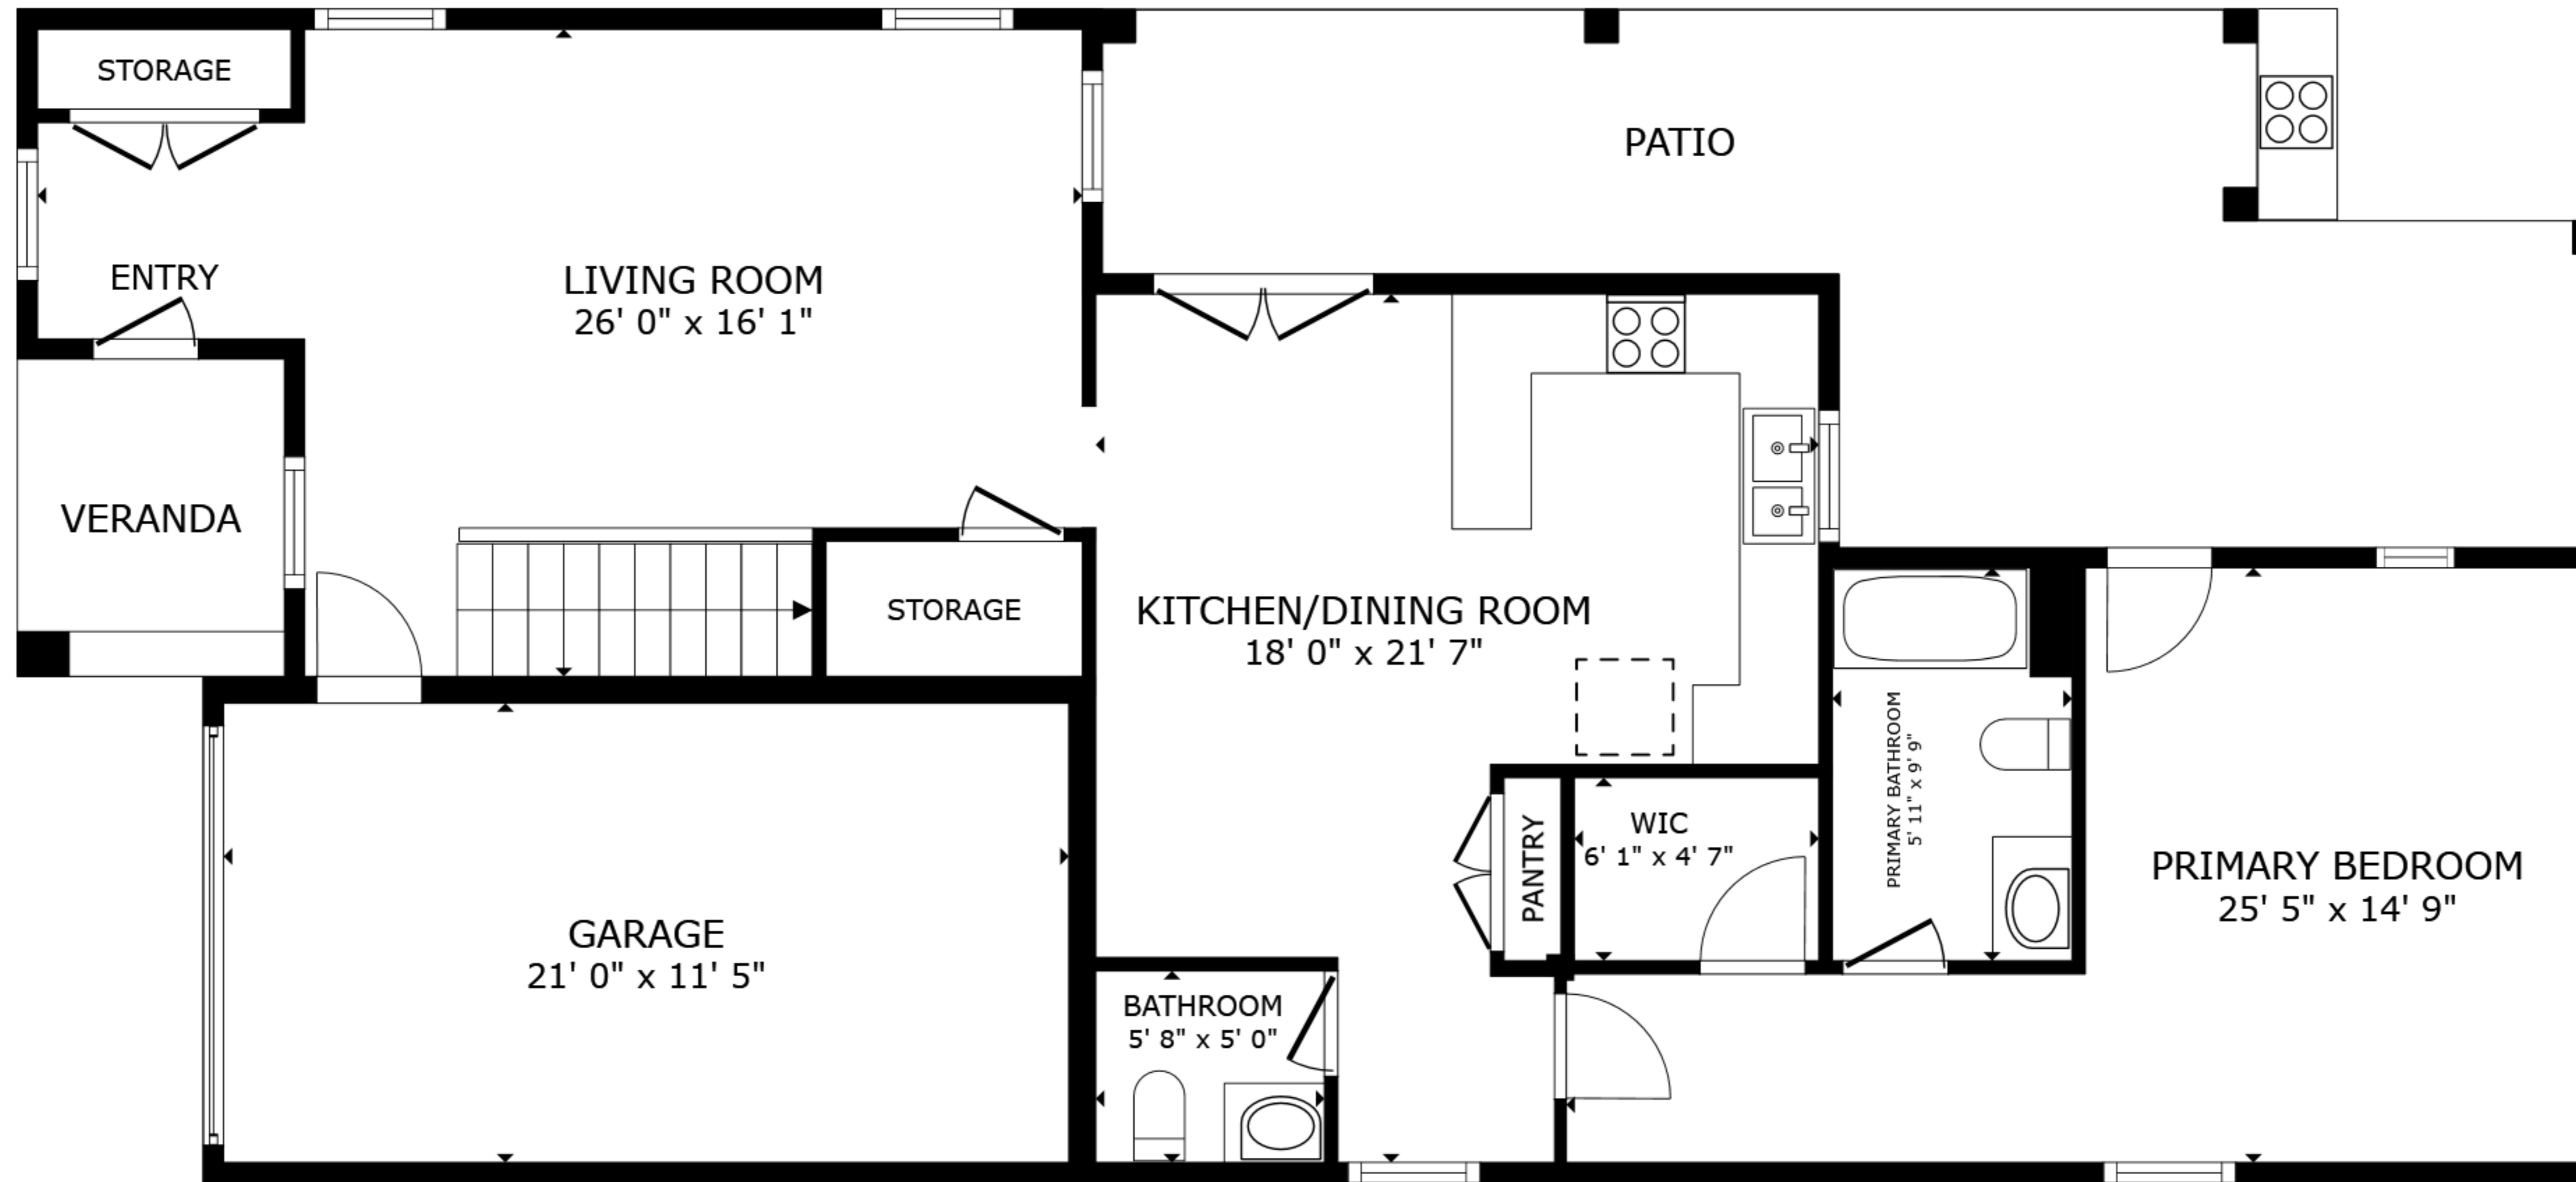 STORAGE
PATIO
ENTRY
LIVING ROOM
26' 0" x 16' 1"
VERANDA
STORAGE
KITCHEN/DINING ROOM
18' 0" x 21' 7"
PRIMARY BATHROOM
5' 11" x 9' 9"
WIC
6' 1" x 4' 7"
PANTRY
PRIMARY BEDROOM
25' 5" x 14' 9"
GARAGE
21' 0" x 11' 5"
BATHROOM
5' 8" x 5' 0"